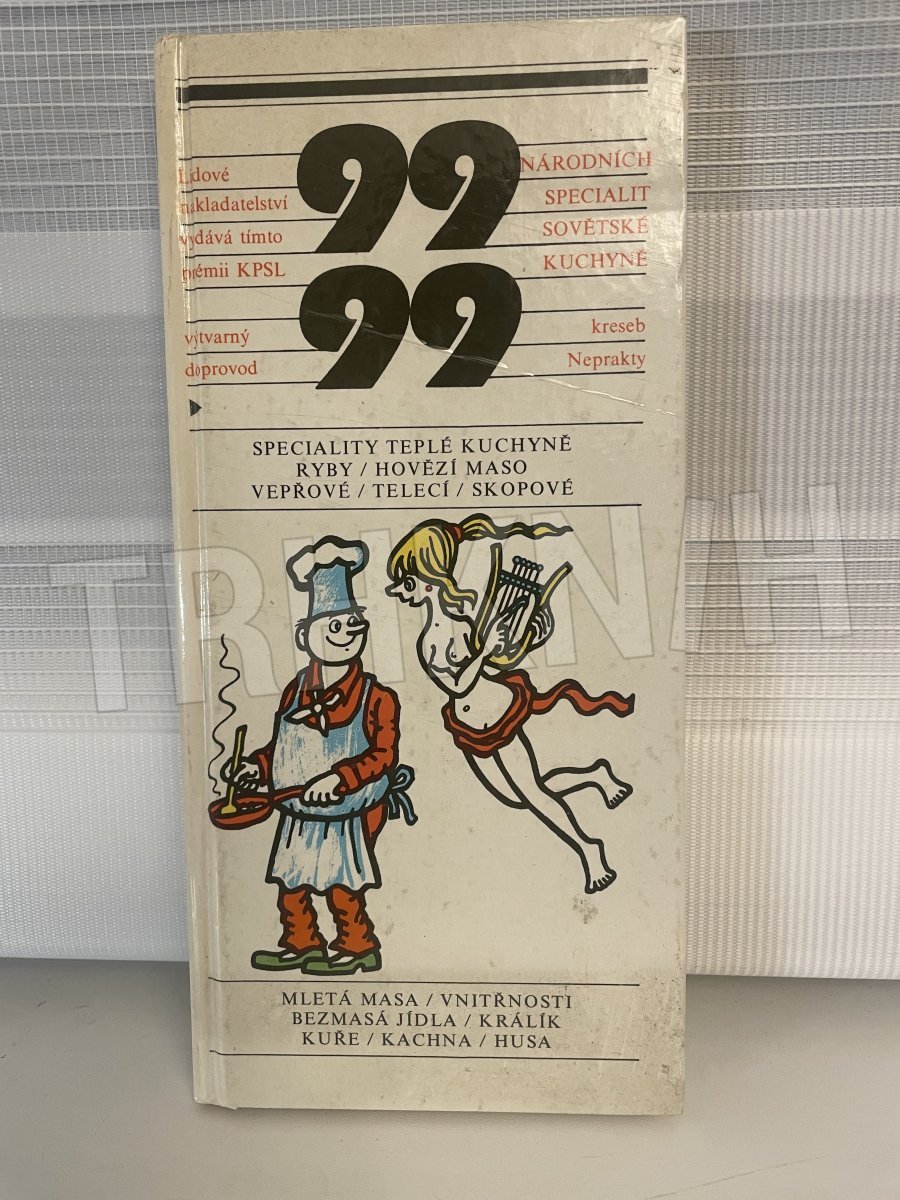 Lidové
nakladatelství
vydává tímto
prémii KPSL
99
NÁRODNÍCH
SPECIALIT
SOVĚTSKÉ
KUCHYNĚ
výtvarný
doprovod
99
kreseb
Neprakty
SPECIALITY TEPLÉ KUCHYNĚ
RYBY / HOVĚZÍ MASO
VEPŘOVÉ / TELECÍ / SKOPOVÉ
MLETÁ MASA / VNITŘNOSTI
BEZMASÁ JÍDLA / KRÁLÍK
KUŘE / KACHNA / HUSA